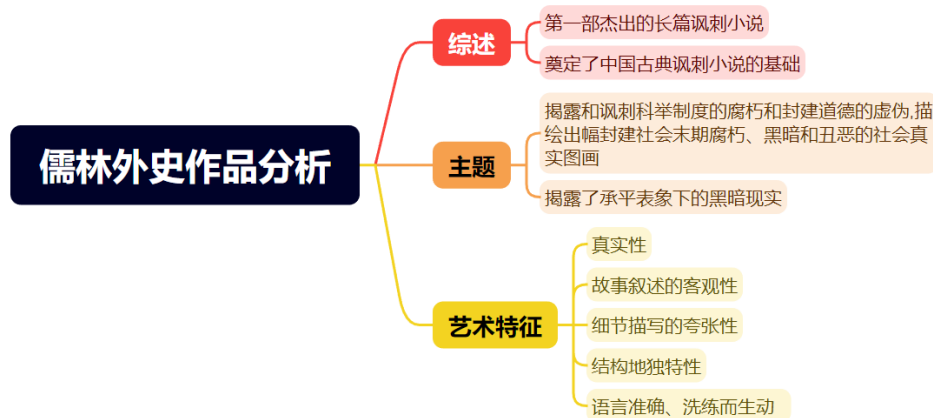 儒林外史作品分析
综述
第一部杰出的长篇讽刺小说
奠定了中国古典讽刺小说的基础
主题
揭露和讽刺科举制度的腐朽和封建道德的虚伪,描
绘出幅封建社会末期腐朽、黑暗和丑恶的社会真
实图画
揭露了承平表象下的黑暗现实
艺术特征
真实性
故事叙述的客观性
细节描写的夸张性
结构地独特性
语言准确、洗练而生动